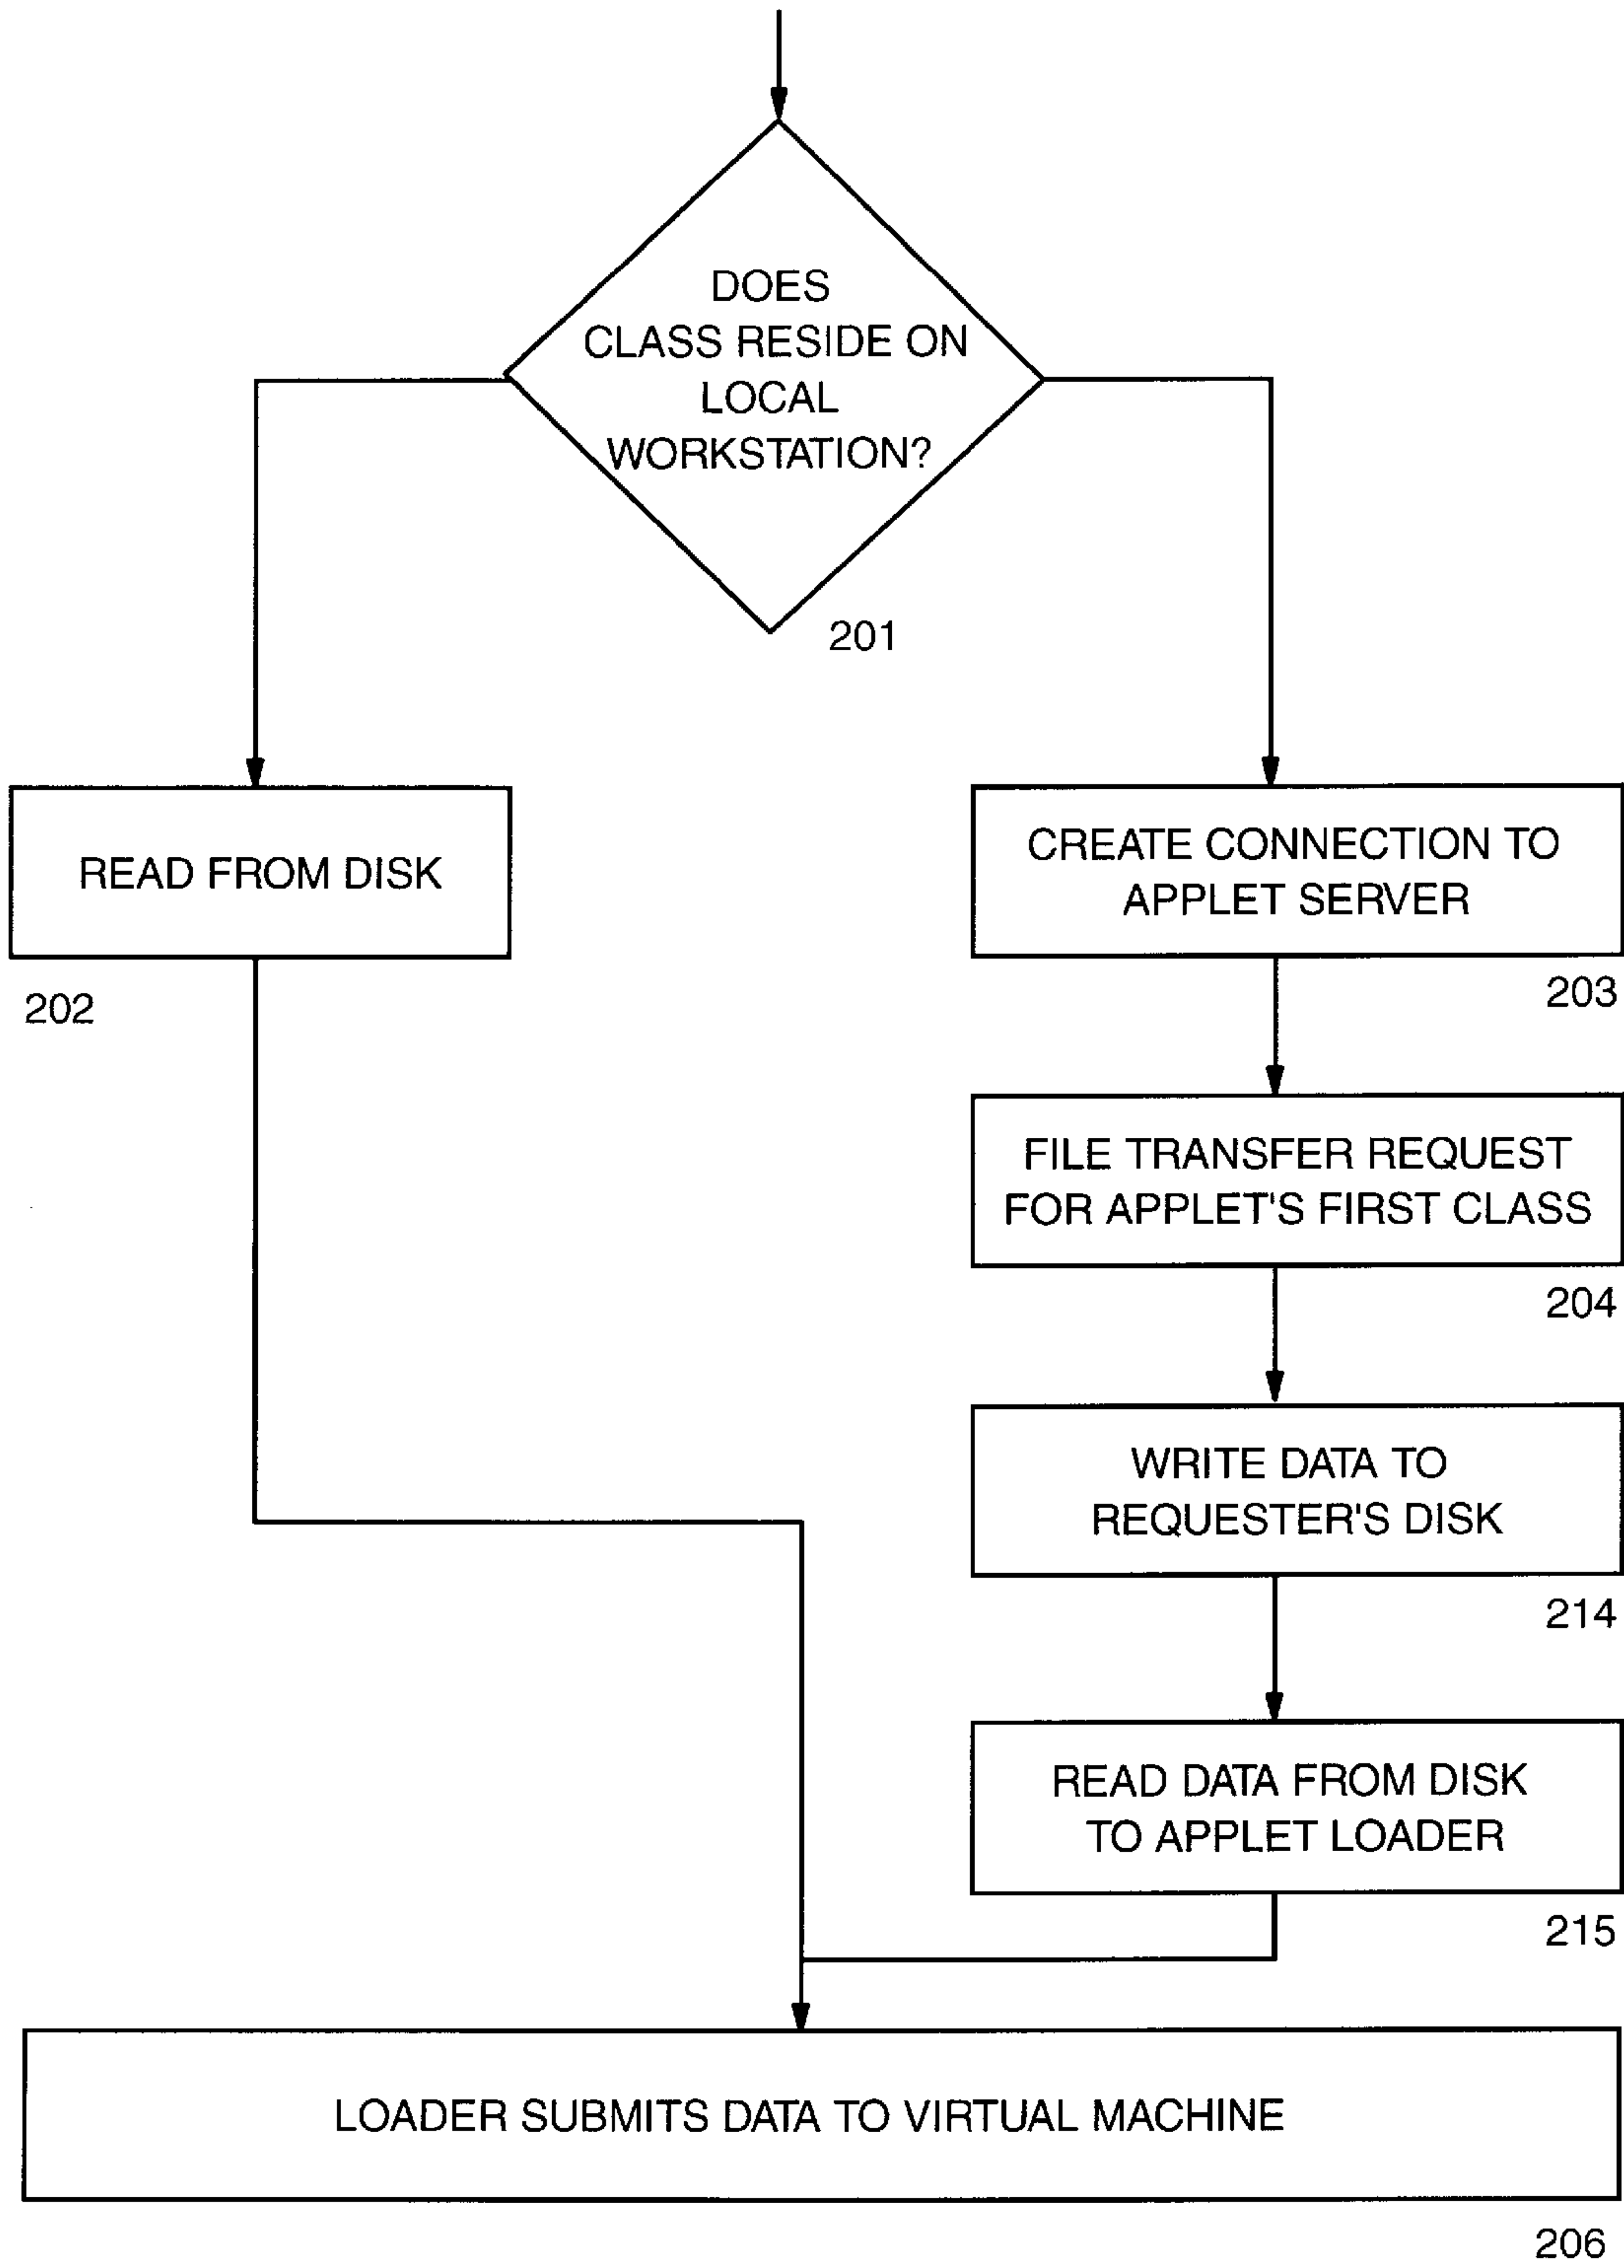 DOES
CLASS RESIDE ON
LOCAL
WORKSTATION?
201
READ FROM DISK
202
CREATE CONNECTION TO
APPLET SERVER
203
FILE TRANSFER REQUEST
FOR APPLET'S FIRST CLASS
204
WRITE DATA TO
REQUESTER'S DISK
214
READ DATA FROM DISK
TO APPLET LOADER
215
LOADER SUBMITS DATA TO VIRTUAL MACHINE
206